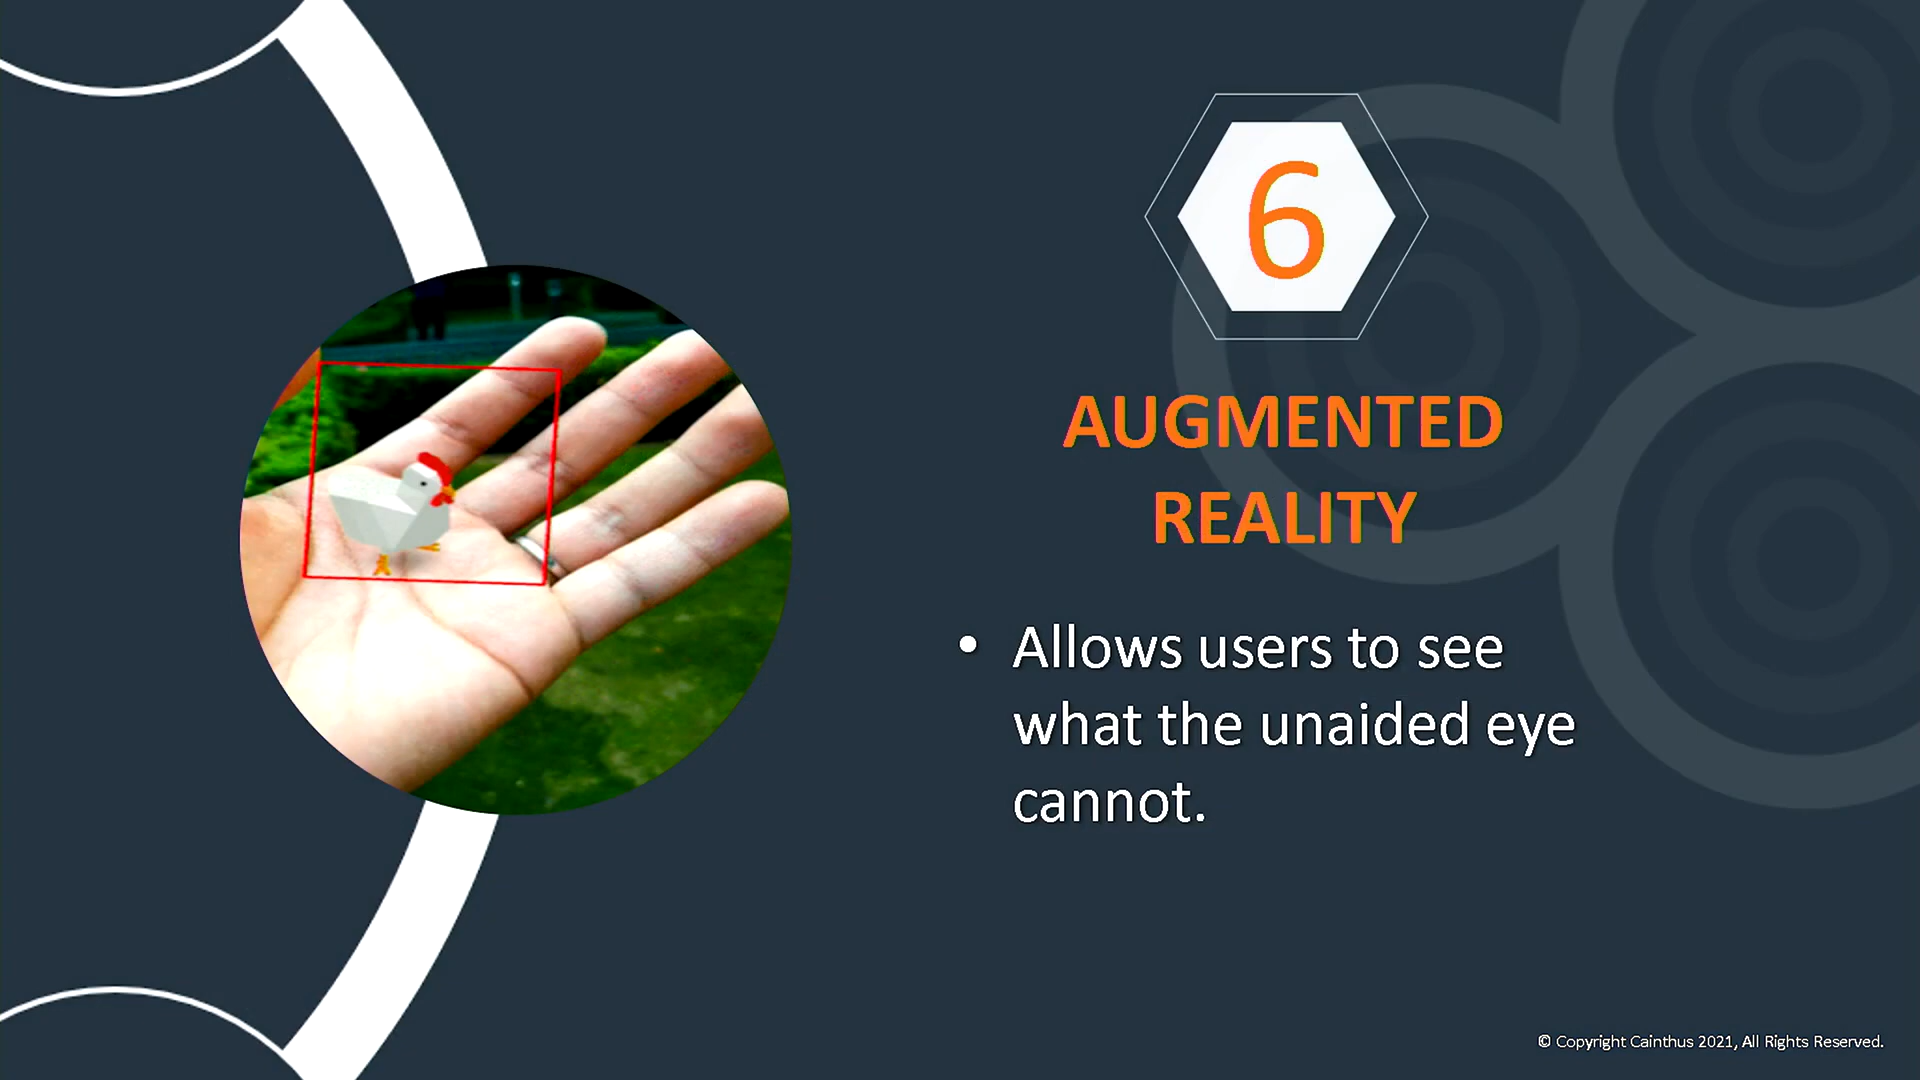 6
AUGMENTED
REALITY
• Allows users to see
what the unaided eye
cannot.
© Copyright Cainthus 2021, All Rights Reserved.